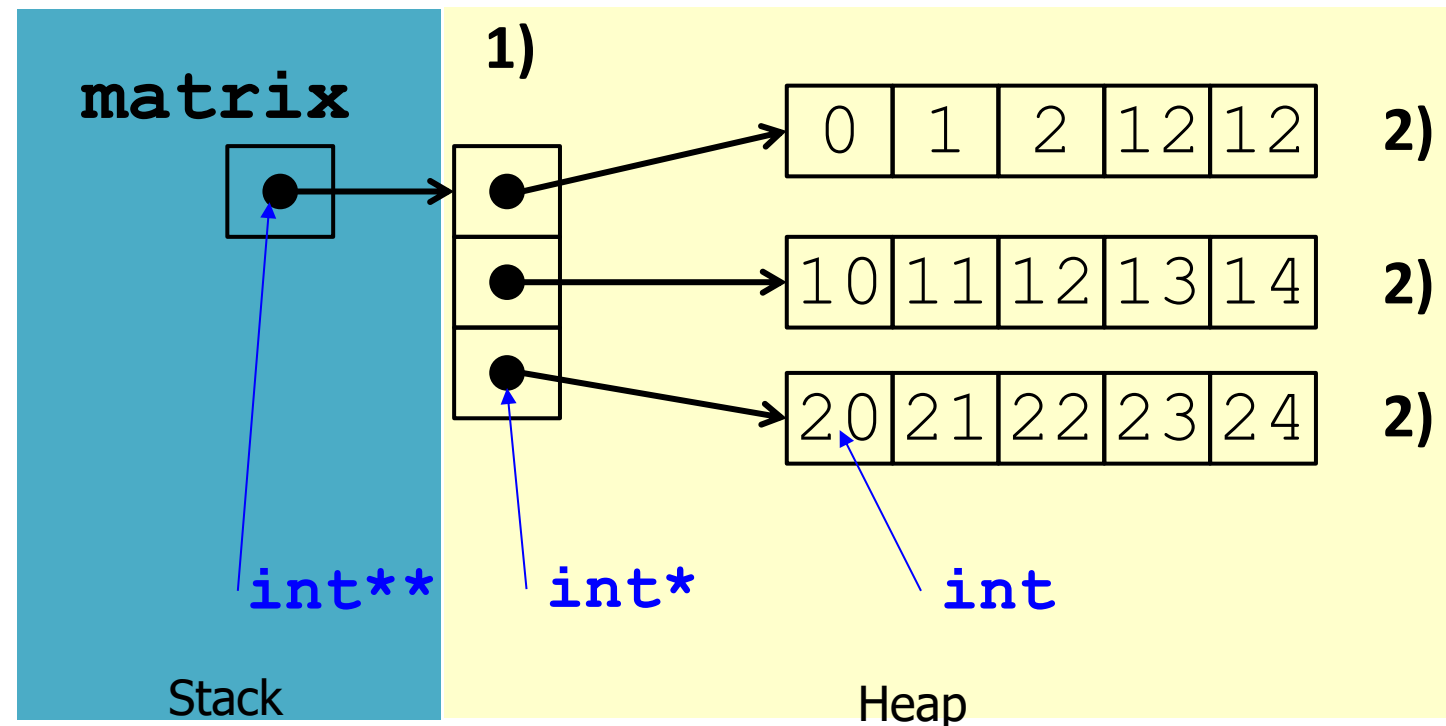 1)
matrix
0 1 2 12 12 2)
10 11 12 13 14 2)
20 21 22 23 24 2)
int** int* int
Stack Heap